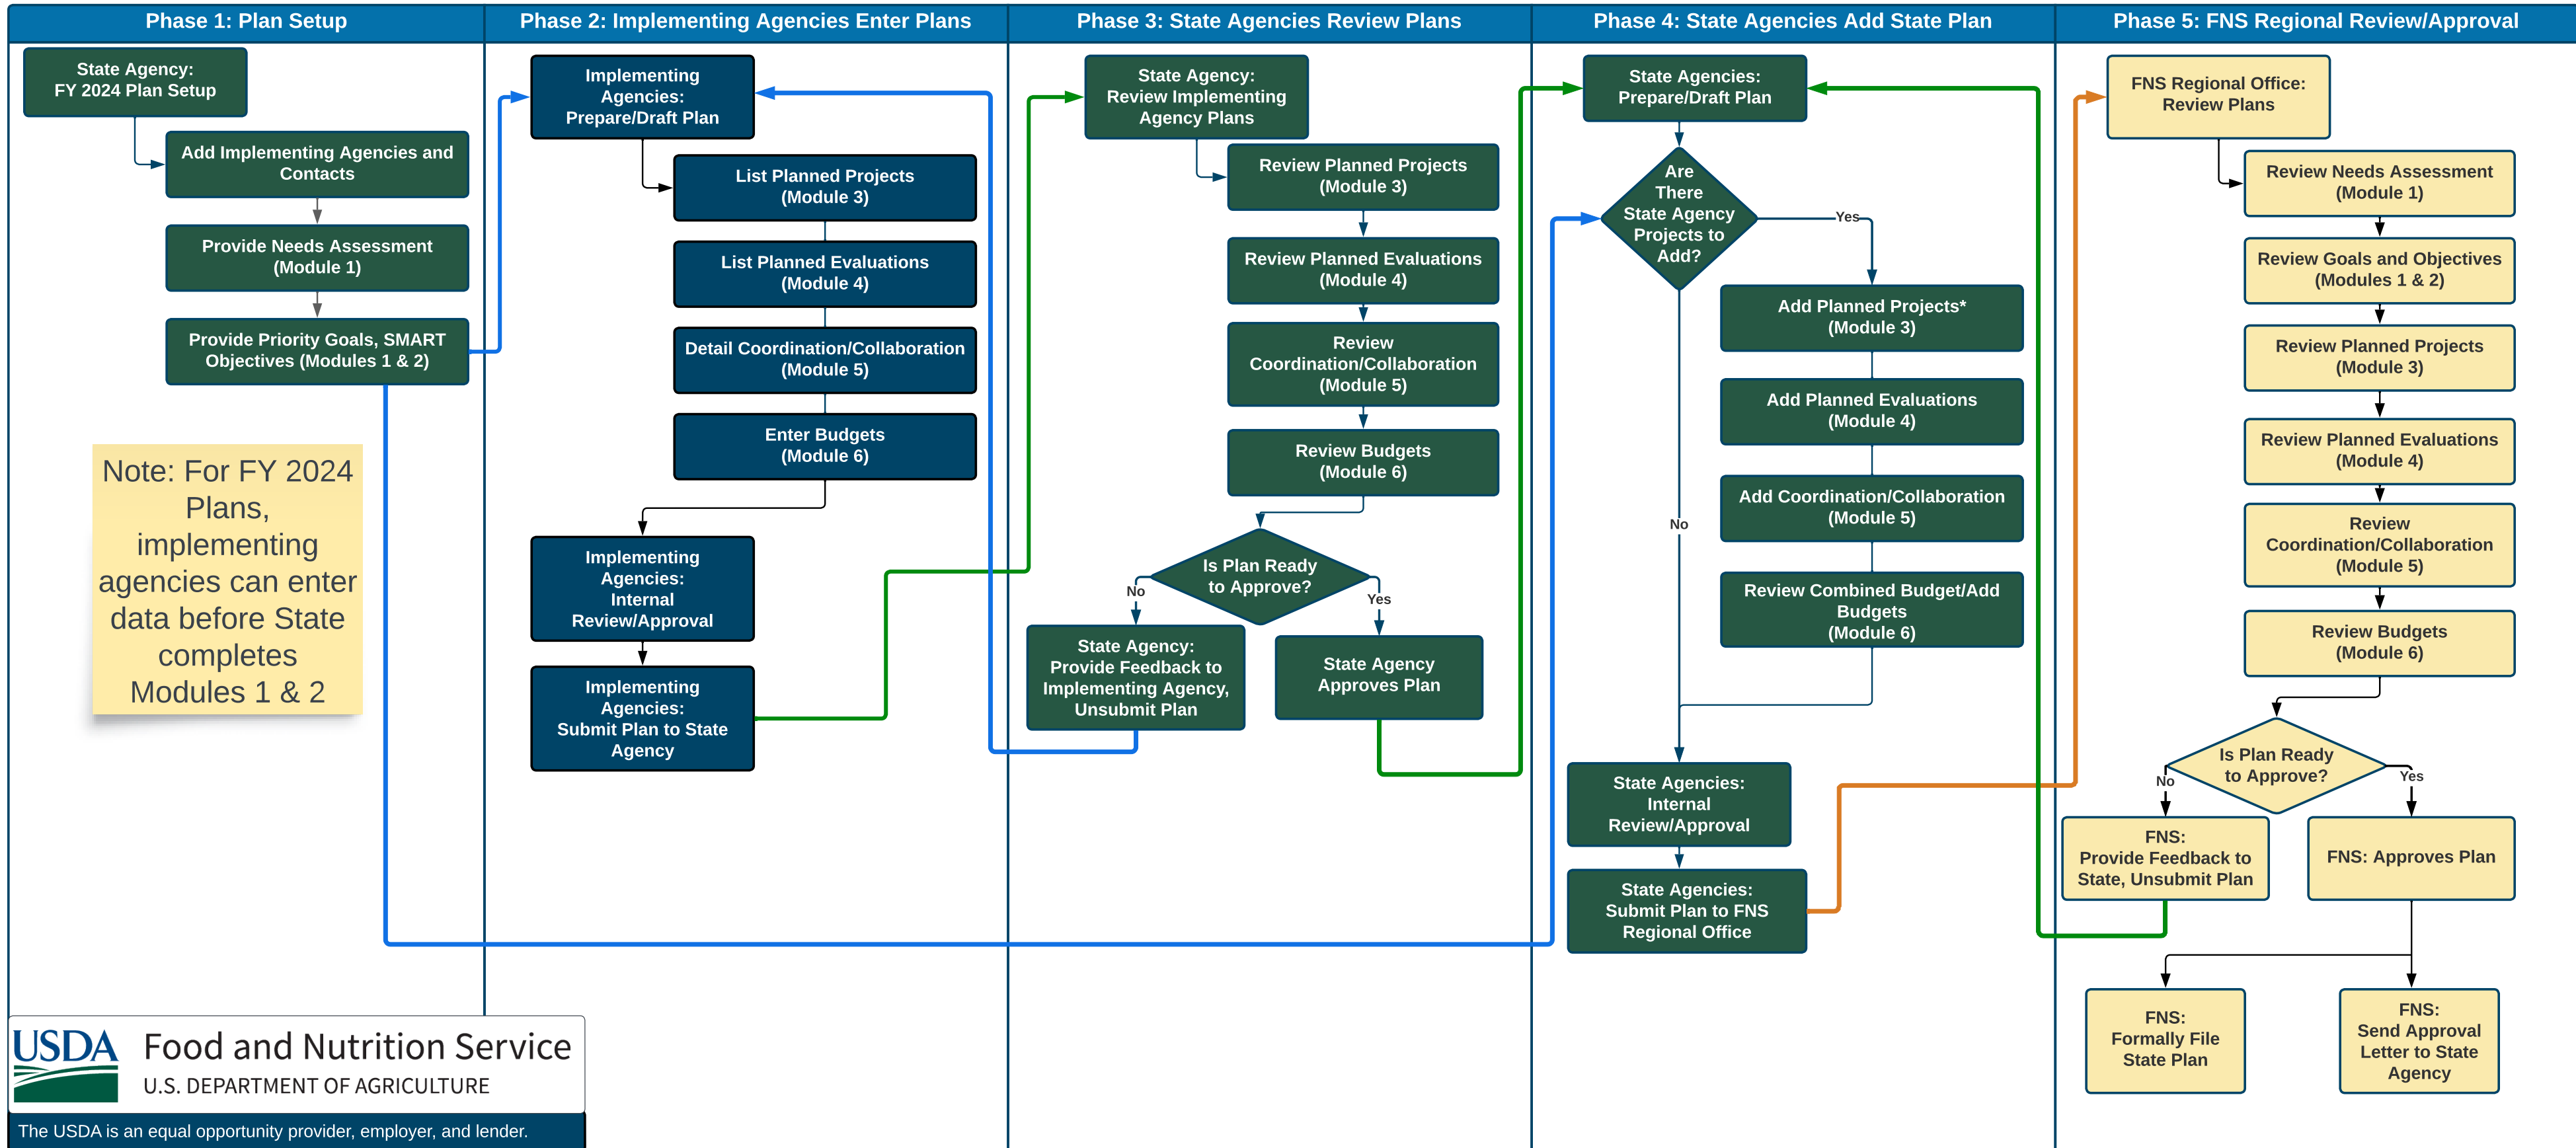 Phase 1: Plan Setup
State Agency:
FY 2024 Plan Setup
Add Implementing Agencies and
Contacts
Provide Needs Assessment
(Module 1)
Provide Priority Goals, SMART
Objectives (Modules 1 & 2)
Note: For FY 2024
Plans,
implementing
agencies can enter
data before State
completes
Modules 1 & 2
Phase 2: Implementing Agencies Enter Plans
Implementing
Agencies:
Prepare/Draft Plan
List Planned Projects
(Module 3)
List Planned Evaluations
(Module 4)
Detail Coordination/Collaboration
(Module 5)
Enter Budgets
(Module 6)
Implementing
Agencies:
Internal
Review/Approval
Implementing
Agencies:
Submit Plan to State
Agency
Phase 3: State Agencies Review Plans
State Agency:
Review Implementing
Agency Plans
Review Planned Projects
(Module 3)
Review Planned Evaluations
(Module 4)
Review
Coordination/Collaboration
(Module 5)
Review Budgets
(Module 6)
Is Plan Ready
to Approve?
No
Yes
State Agency:
Provide Feedback to
Implementing Agency,
Unsubmit Plan
State Agency
Approves Plan
Phase 4: State Agencies Add State Plan
State Agencies:
Prepare/Draft Plan
Are
There
State Agency
Projects to
Add?
Yes
No
Add Planned Projects*
(Module 3)
Add Planned Evaluations
(Module 4)
Add Coordination/Collaboration
(Module 5)
Review Combined Budget/Add
Budgets
(Module 6)
State Agencies:
Internal
Review/Approval
State Agencies:
Submit Plan to FNS
Regional Office
Phase 5: FNS Regional Review/Approval
FNS Regional Office:
Review Plans
Review Needs Assessment
(Module 1)
Review Goals and Objectives
(Modules 1 & 2)
Review Planned Projects
(Module 3)
Review Planned Evaluations
(Module 4)
Review
Coordination/Collaboration
(Module 5)
Review Budgets
(Module 6)
Is Plan Ready
to Approve?
No
Yes
FNS:
Provide Feedback to
State, Unsubmit Plan
FNS: Approves Plan
FNS:
Formally File
State Plan
FNS:
Send Approval
Letter to State
Agency
USDA
Food and Nutrition Service
U.S. DEPARTMENT OF AGRICULTURE
The USDA is an equal opportunity provider, employer, and lender.